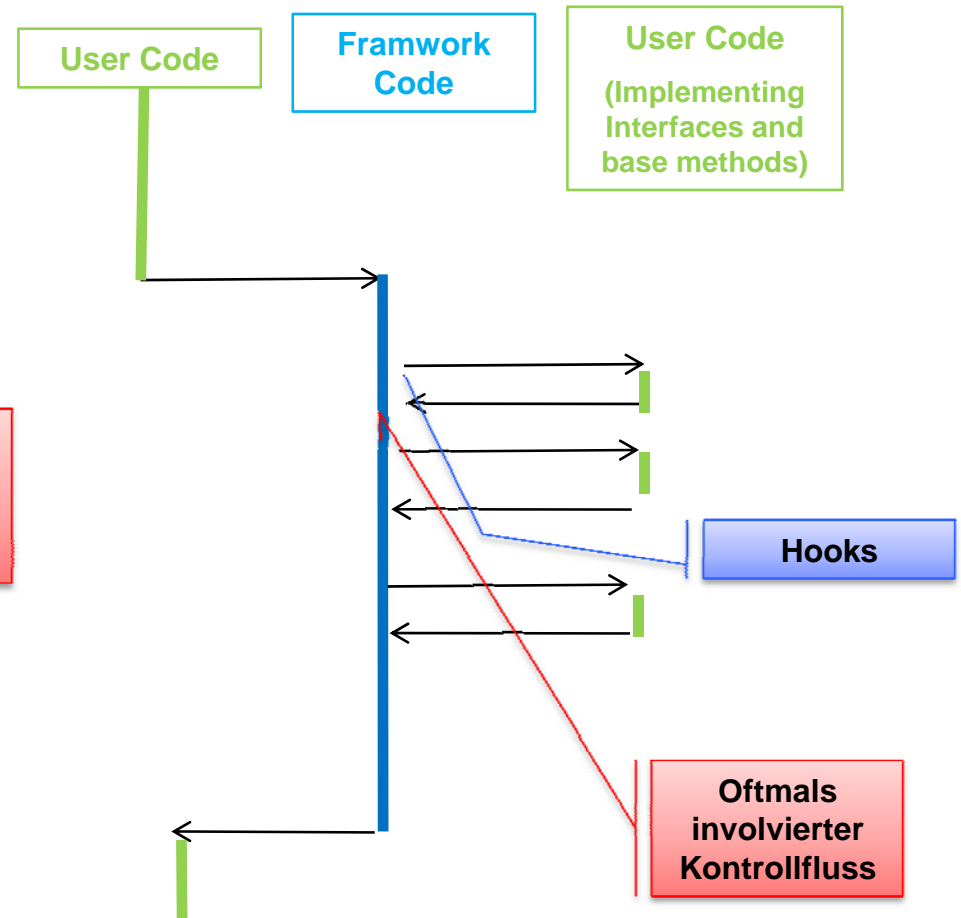 User Code
Framwork
Code
User Code
(Implementing
Interfaces and
base methods)
Hooks
Oftmals
involvierter
Kontrollfluss